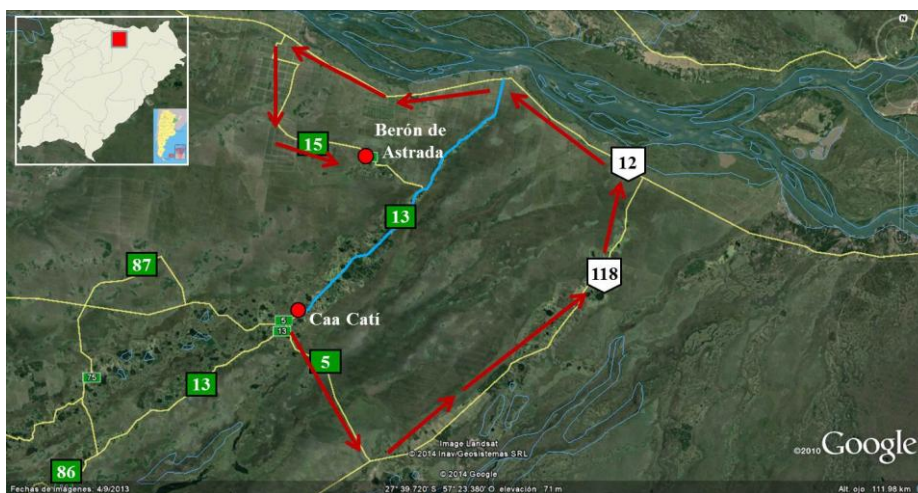 Berón de
Astrada
15
12
13
118
87
Caa Catí
5
13
5
13
75
86
Image Landsat
© 2014 Inav/Geosistemas SRL
© 2014 Google
©2010 Google
Fechas de imágenes: 4/9/2013
27°39.720' S 57°23.380' O elevación 71 m
Alt. ojo 111.98 km
N